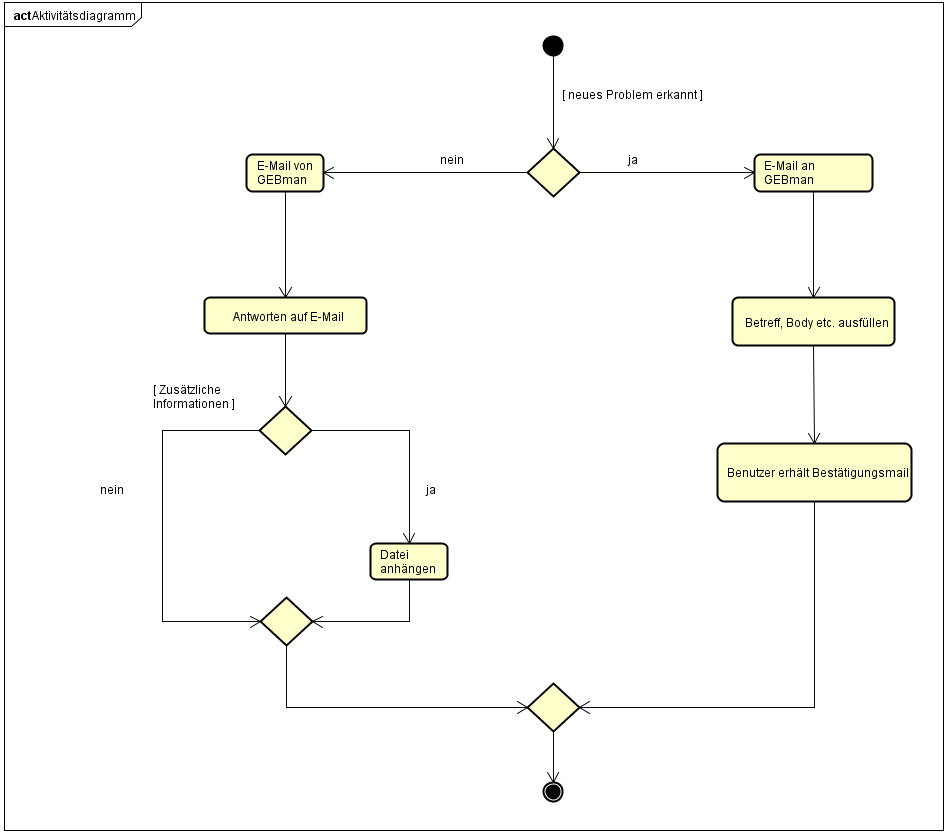 actAktivitätsdiagramm
[ neues Problem erkannt ]
nein
ja
E-Mail von
GEBman
E-Mail an
GEBman
Antworten auf E-Mail
Betreff, Body etc. ausfüllen
[ Zusätzliche
Informationen ]
nein
ja
Benutzer erhält Bestätigungsmail
Datei
anhängen